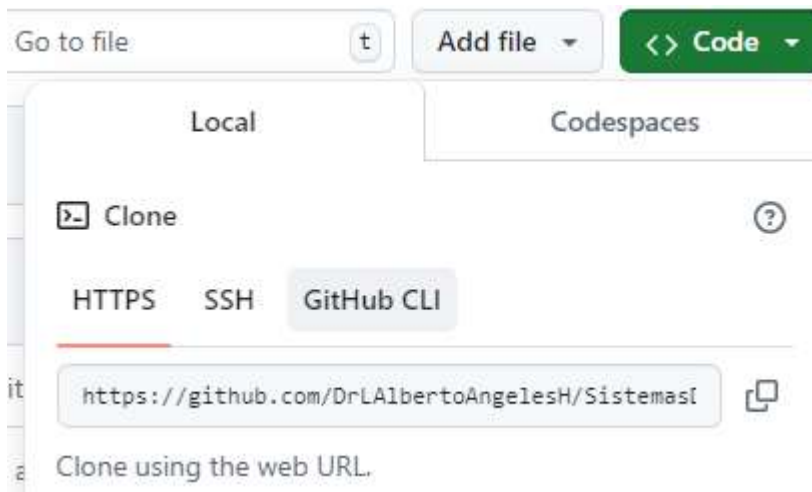 Go to file t Add file <> Code
Local Codespaces
Clone
HTTPS SSH GitHub CLI
https://github.com/DrLAlbertoAngelesH/Sistemas
Clone using the web URL.